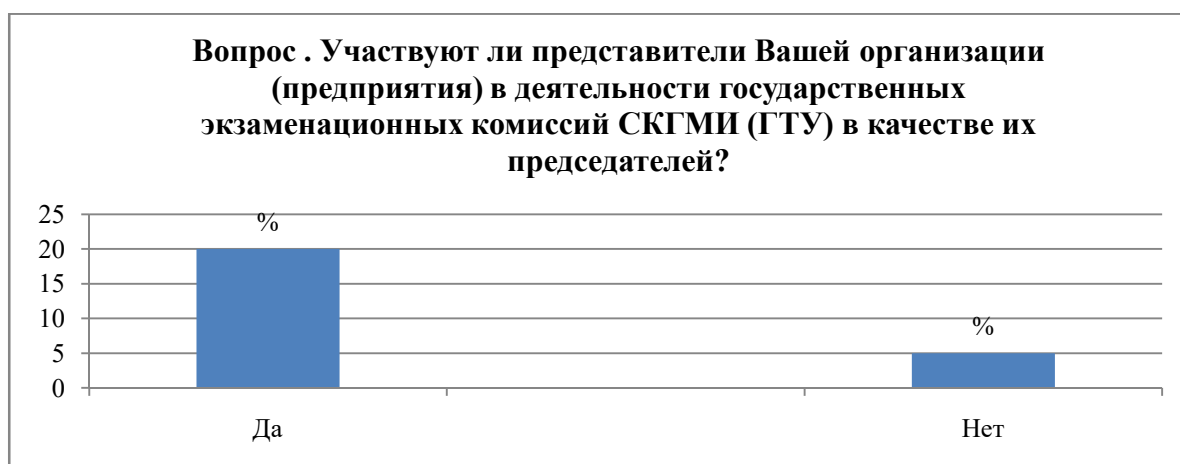 Вопрос . Участвуют ли представители Вашей организации
(предприятия) в деятельности государственных
экзаменационных комиссий СКГМИ (ГТУ) в качестве их
председателей?
25
20
15
10
5
0
%
%
Да
Нет